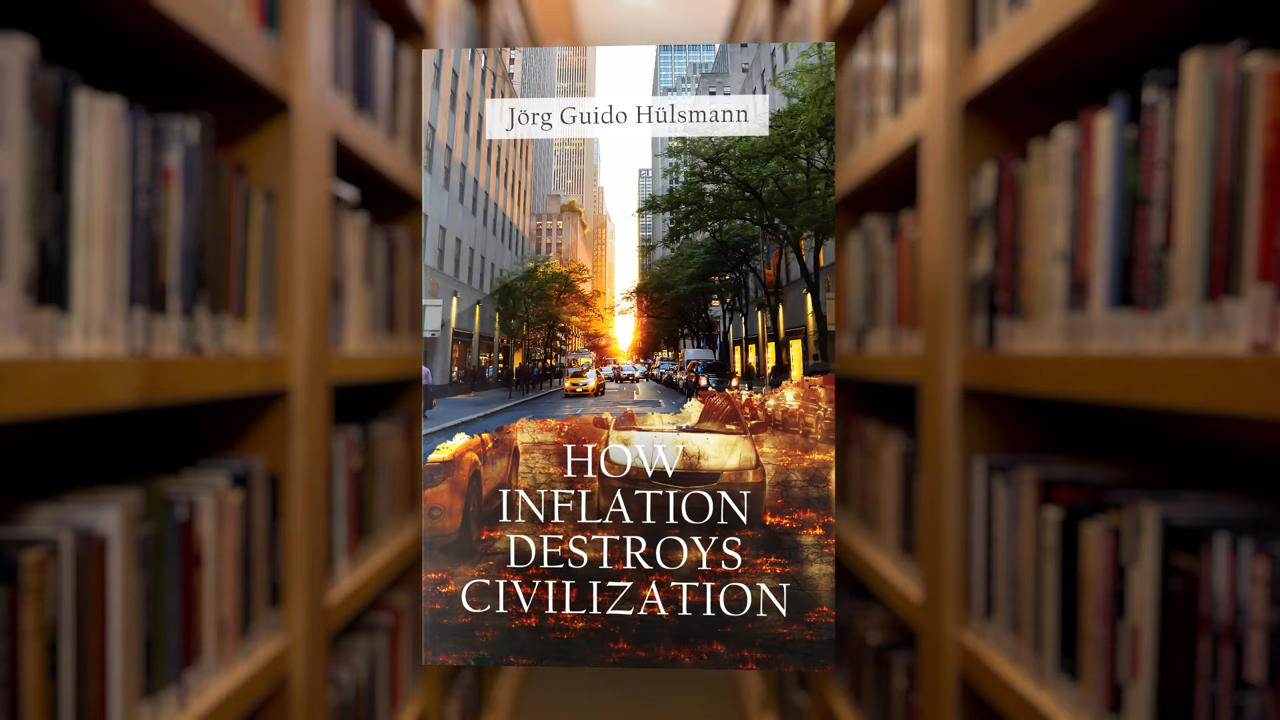 Jörg Guido Hülsmann
HOW
INFLATION
DESTROYS
CIVILIZATION